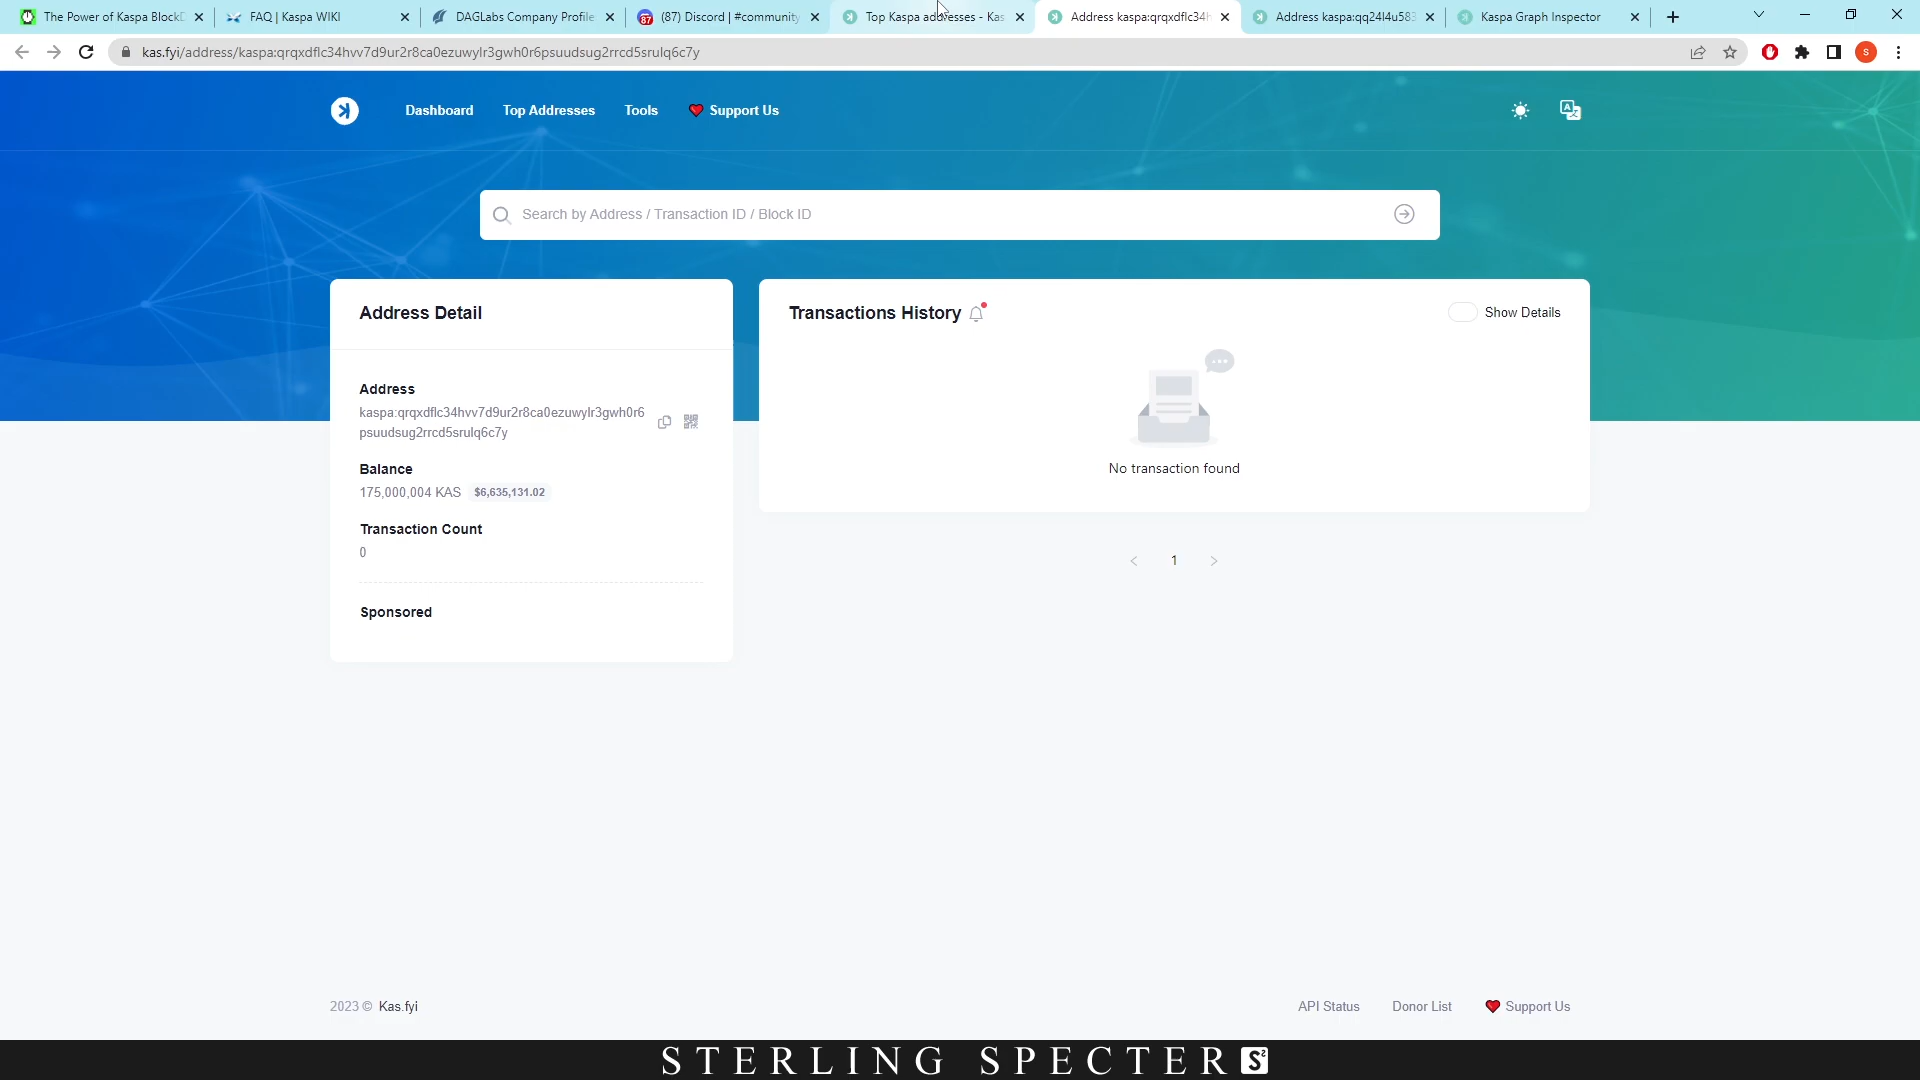 The Power of Kaspa BlockD
FAQ | Kaspa WIKI
DAGLabs Company Profile
(87) Discord | #community
Top Kaspa addresses - Kas
Address kaspa:qrqxdflc34h
Address kaspa:qq24l4u583
Kaspa Graph Inspector
kas.fyi/address/kaspa:qrqxdflc34hvv7d9ur2r8ca0ezuwylr3gwh0r6psuudsug2rrcd5srulq6c7y
Dashboard
Top Addresses
Tools
Support Us
Search by Address / Transaction ID / Block ID
Address Detail
Address
kaspa:qrqxdflc34hvv7d9ur2r8ca0ezuwylr3gwh0r6
psuudsug2rrcd5srulq6c7y
Balance
175,000,004 KAS $6,635,131.02
Transaction Count
0
Sponsored
Transactions History
Show Details
No transaction found
< 1 >
2023 © Kas.fyi
API Status
Donor List
Support Us
STERLING SPECTER S²